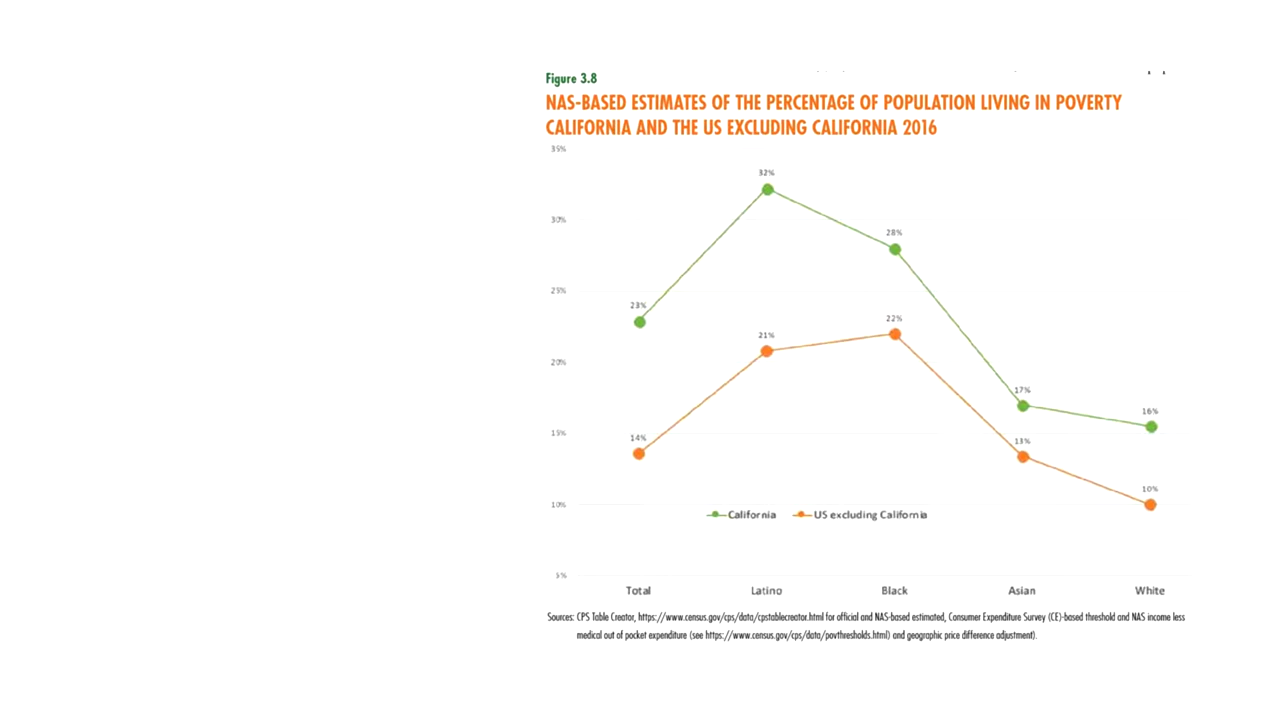 Figure 3.8
NAS-BASED ESTIMATES OF THE PERCENTAGE OF POPULATION LIVING IN POVERTY
CALIFORNIA AND THE US EXCLUDING CALIFORNIA 2016
35%
32%
30%
28%
25%
23%
22%
21%
20%
17%
16%
15%
14%
13%
10%
10%
California
US excluding California
5%
Total
Latino
Black
Asian
White
Sources: CPS Table Creator, https://www.census.gov/cps/data/cpstablecreator.html for official and NAS-based estimated, Consumer Expenditure Survey (CE)-based threshold and NAS income less
medical out of pocket expenditure (see https://www.census.gov/cps/data/povthresholds.html) and geographic price difference adjustment).